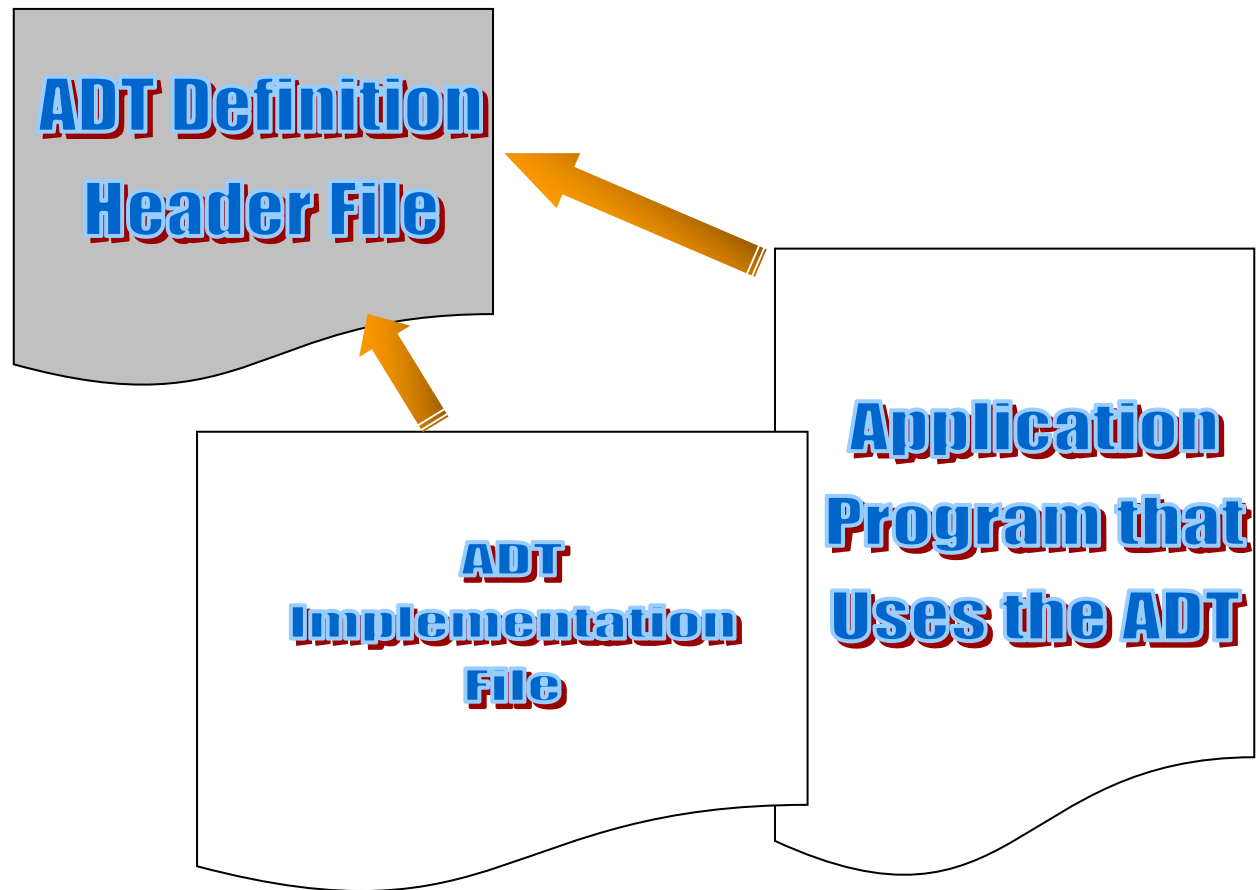 ADT Definition
Header File
ADT
Implementation
File
Application
Program that
Uses the ADT